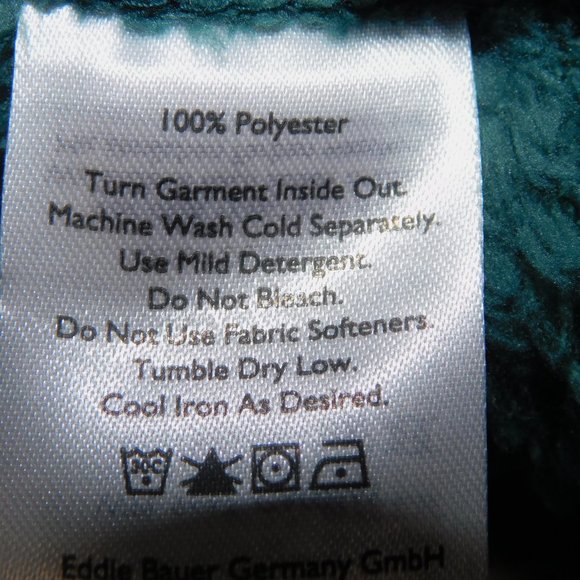 100% Polyester
Turn Garment Inside Out.
Machine Wash Cold Separately.
Use Mild Detergent.
Do Not Bleach.
Do Not Use Fabric Softeners.
Tumble Dry Low.
Cool Iron As Desired.
30C
Eddie Bauer Germany GmbH